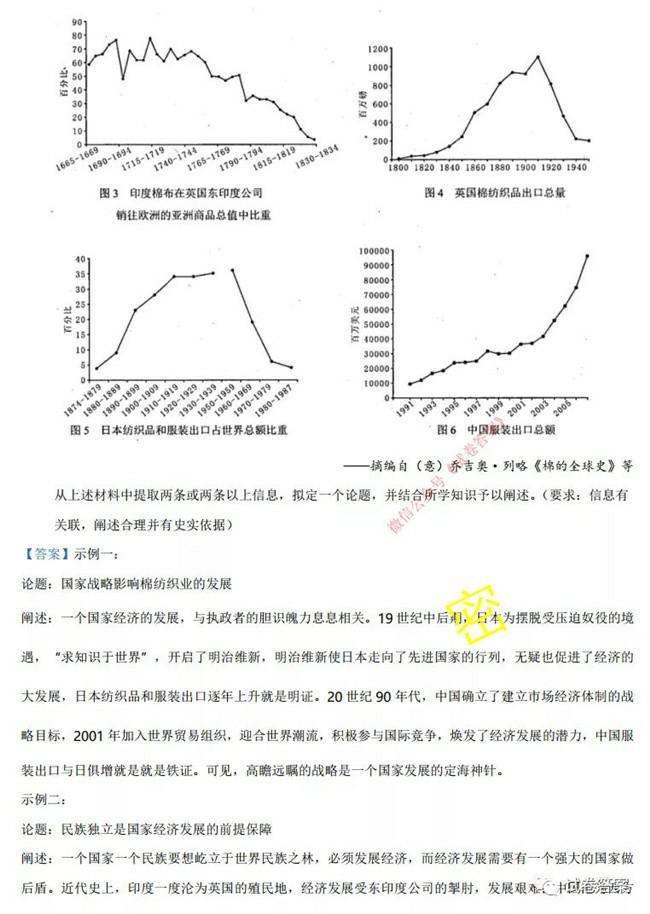 90
80
70
60
50
40
30
20
10
0
百分比
1665-1669
1690-1694
1715-1719
1740-1744
1765-1769
1790-1794
1815-1819
1830-1834
图3 印度棉布在英国东印度公司
销往欧洲的亚洲商品总值中比重
1200
1000
800
600
400
200
0
百万磅
1800 1820 1840 1860 1880 1900 1920 1940
图4 英国棉纺织品出口总量
40
35
30
25
20
15
10
5
0
百分比
1874-1879
1880-1889
1890-1899
1900-1909
1910-1919
1920-1929
1930-1939
1950-1959
1960-1969
1970-1979
1980-1987
图5 日本纺织品和服装出口占世界总额比重
100000
90000
80000
70000
60000
50000
40000
30000
20000
10000
0
百万美元
1991
1993
1995
1997
1999
2001
2003
2005
图6 中国服装出口总额
——摘编自（意）乔吉奥·列略《棉的全球史》等
微信公众号《试卷答案》
从上述材料中提取两条或两条以上信息，拟定一个论题，并结合所学知识予以阐述。（要求：信息有
关联，阐述合理并有史实依据）
【答案】示例一：
论题：国家战略影响棉纺织业的发展
阐述：一个国家经济的发展，与执政者的胆识魄力息息相关。19世纪中后期，日本为摆脱受压迫奴役的境
遇，“求知识于世界”，开启了明治维新，明治维新使日本走向了先进国家的行列，无疑也促进了经济的
大发展，日本纺织品和服装出口逐年上升就是明证。20世纪90年代，中国确立了建立市场经济体制的战
略目标，2001年加入世界贸易组织，迎合世界潮流，积极参与国际竞争，焕发了经济发展的潜力，中国服
装出口与日俱增就是就是铁证。可见，高瞻远瞩的战略是一个国家发展的定海神针。
密
示例二：
论题：民族独立是国家经济发展的前提保障
阐述：一个国家一个民族要想屹立于世界民族之林，必须发展经济，而经济发展需要有一个强大的国家做
后盾。近代史上，印度一度沦为英国的殖民地，经济发展受东印度公司的掣肘，发展艰难。中国
试卷答案